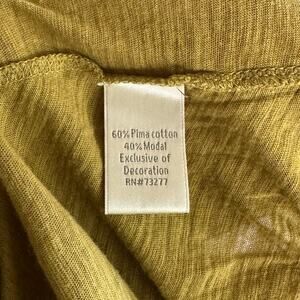 60% Pima cotton
40% Modal
Exclusive of
Decoration
RN#73277